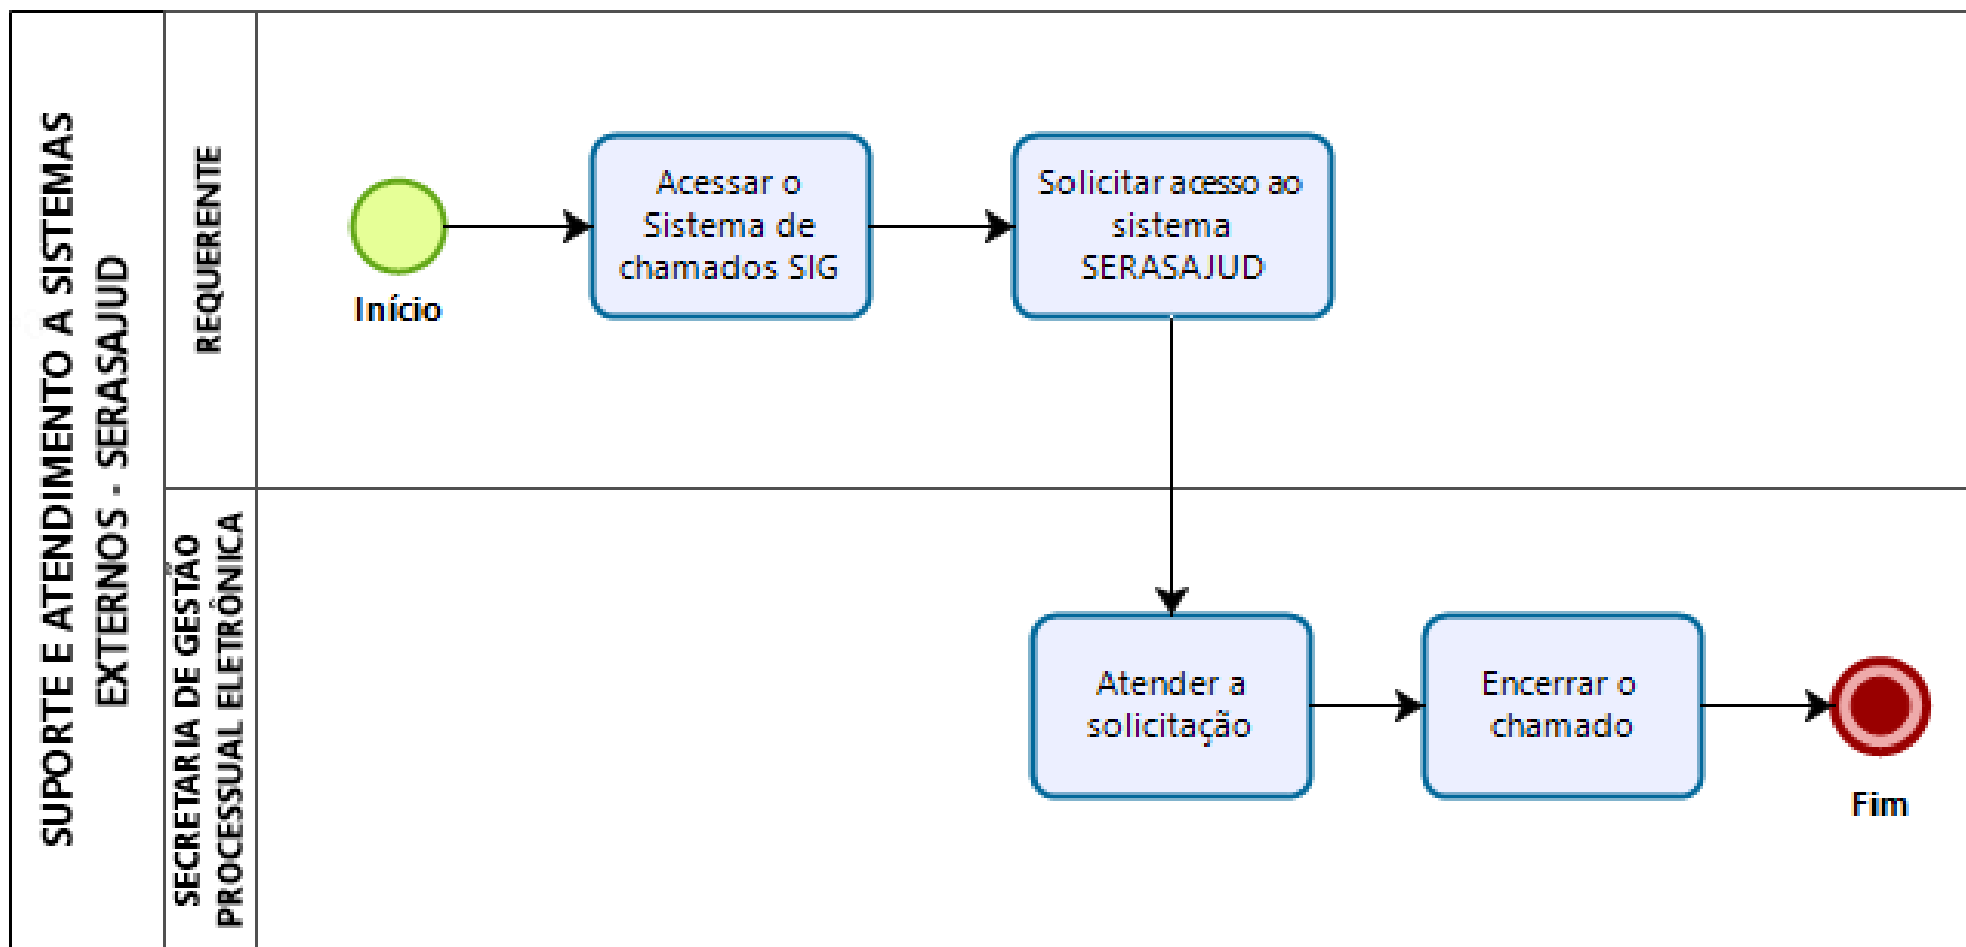 SUPORTE E ATENDIMENTO A SISTEMAS
EXTERNOS - SERASAJUD
REQUERENTE
Início
Acessar o
Sistema de
chamados SIG
Solicitar acesso ao
sistema
SERASAJUD
SECRETARIA DE GESTÃO
PROCESSUAL ELETRÔNICA
Atender a
solicitação
Encerrar o
chamado
Fim